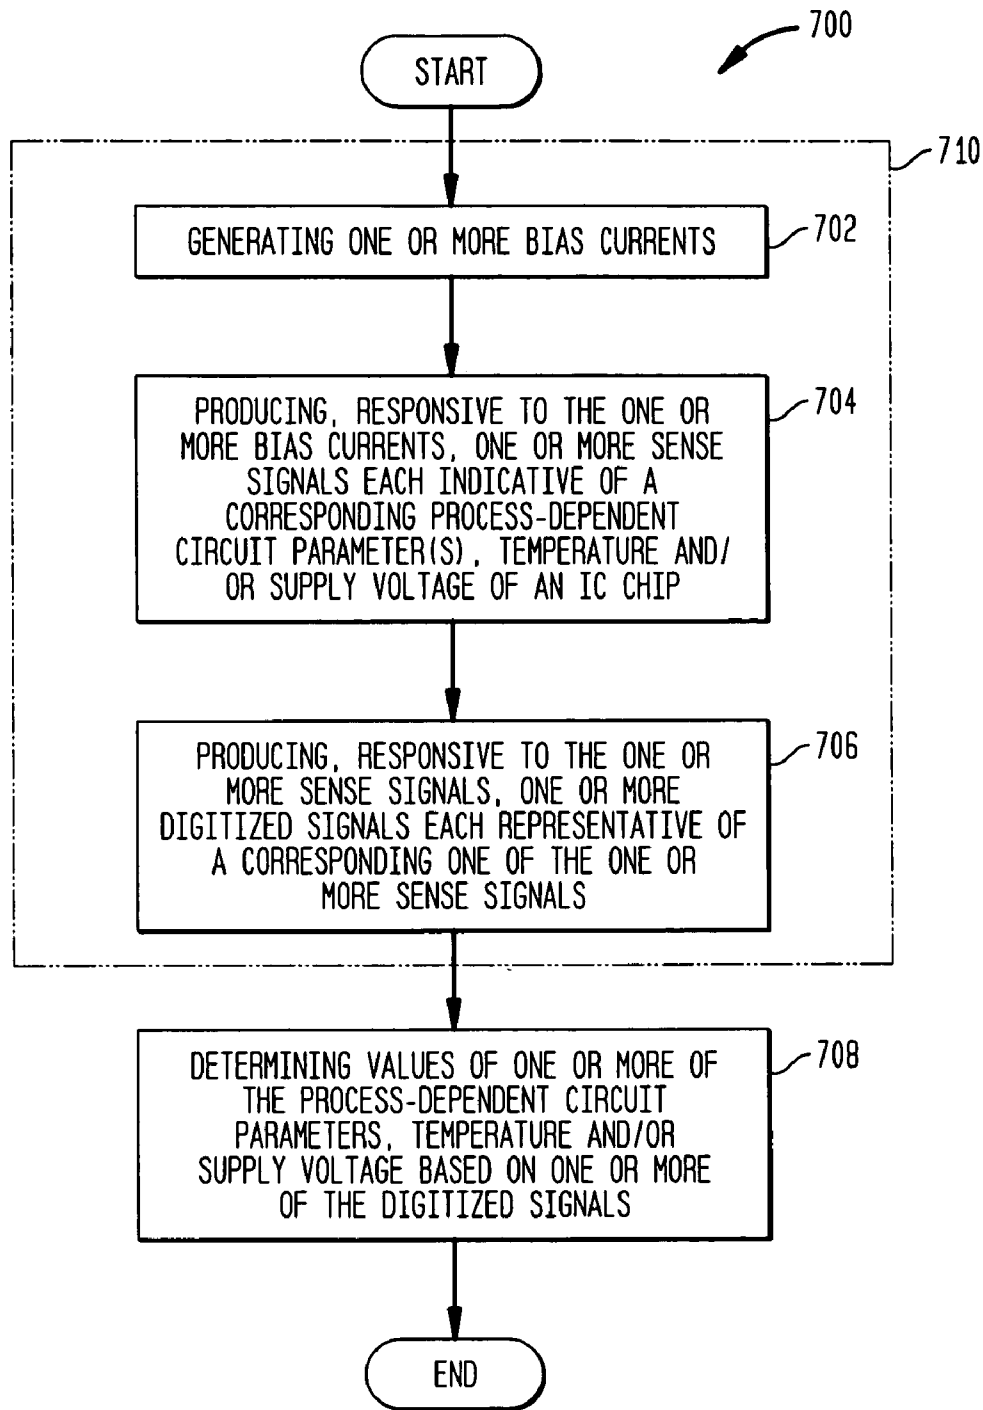 700
START
710
GENERATING ONE OR MORE BIAS CURRENTS
702
PRODUCING, RESPONSIVE TO THE ONE OR
MORE BIAS CURRENTS, ONE OR MORE SENSE
SIGNALS EACH INDICATIVE OF A
CORRESPONDING PROCESS-DEPENDENT
CIRCUIT PARAMETER(S), TEMPERATURE AND/
OR SUPPLY VOLTAGE OF AN IC CHIP
704
PRODUCING, RESPONSIVE TO THE ONE OR
MORE SENSE SIGNALS, ONE OR MORE
DIGITIZED SIGNALS EACH REPRESENTATIVE OF
A CORRESPONDING ONE OF THE ONE OR
MORE SENSE SIGNALS
706
DETERMINING VALUES OF ONE OR MORE OF
THE PROCESS-DEPENDENT CIRCUIT
PARAMETERS, TEMPERATURE AND/OR
SUPPLY VOLTAGE BASED ON ONE OR MORE
OF THE DIGITIZED SIGNALS
708
END